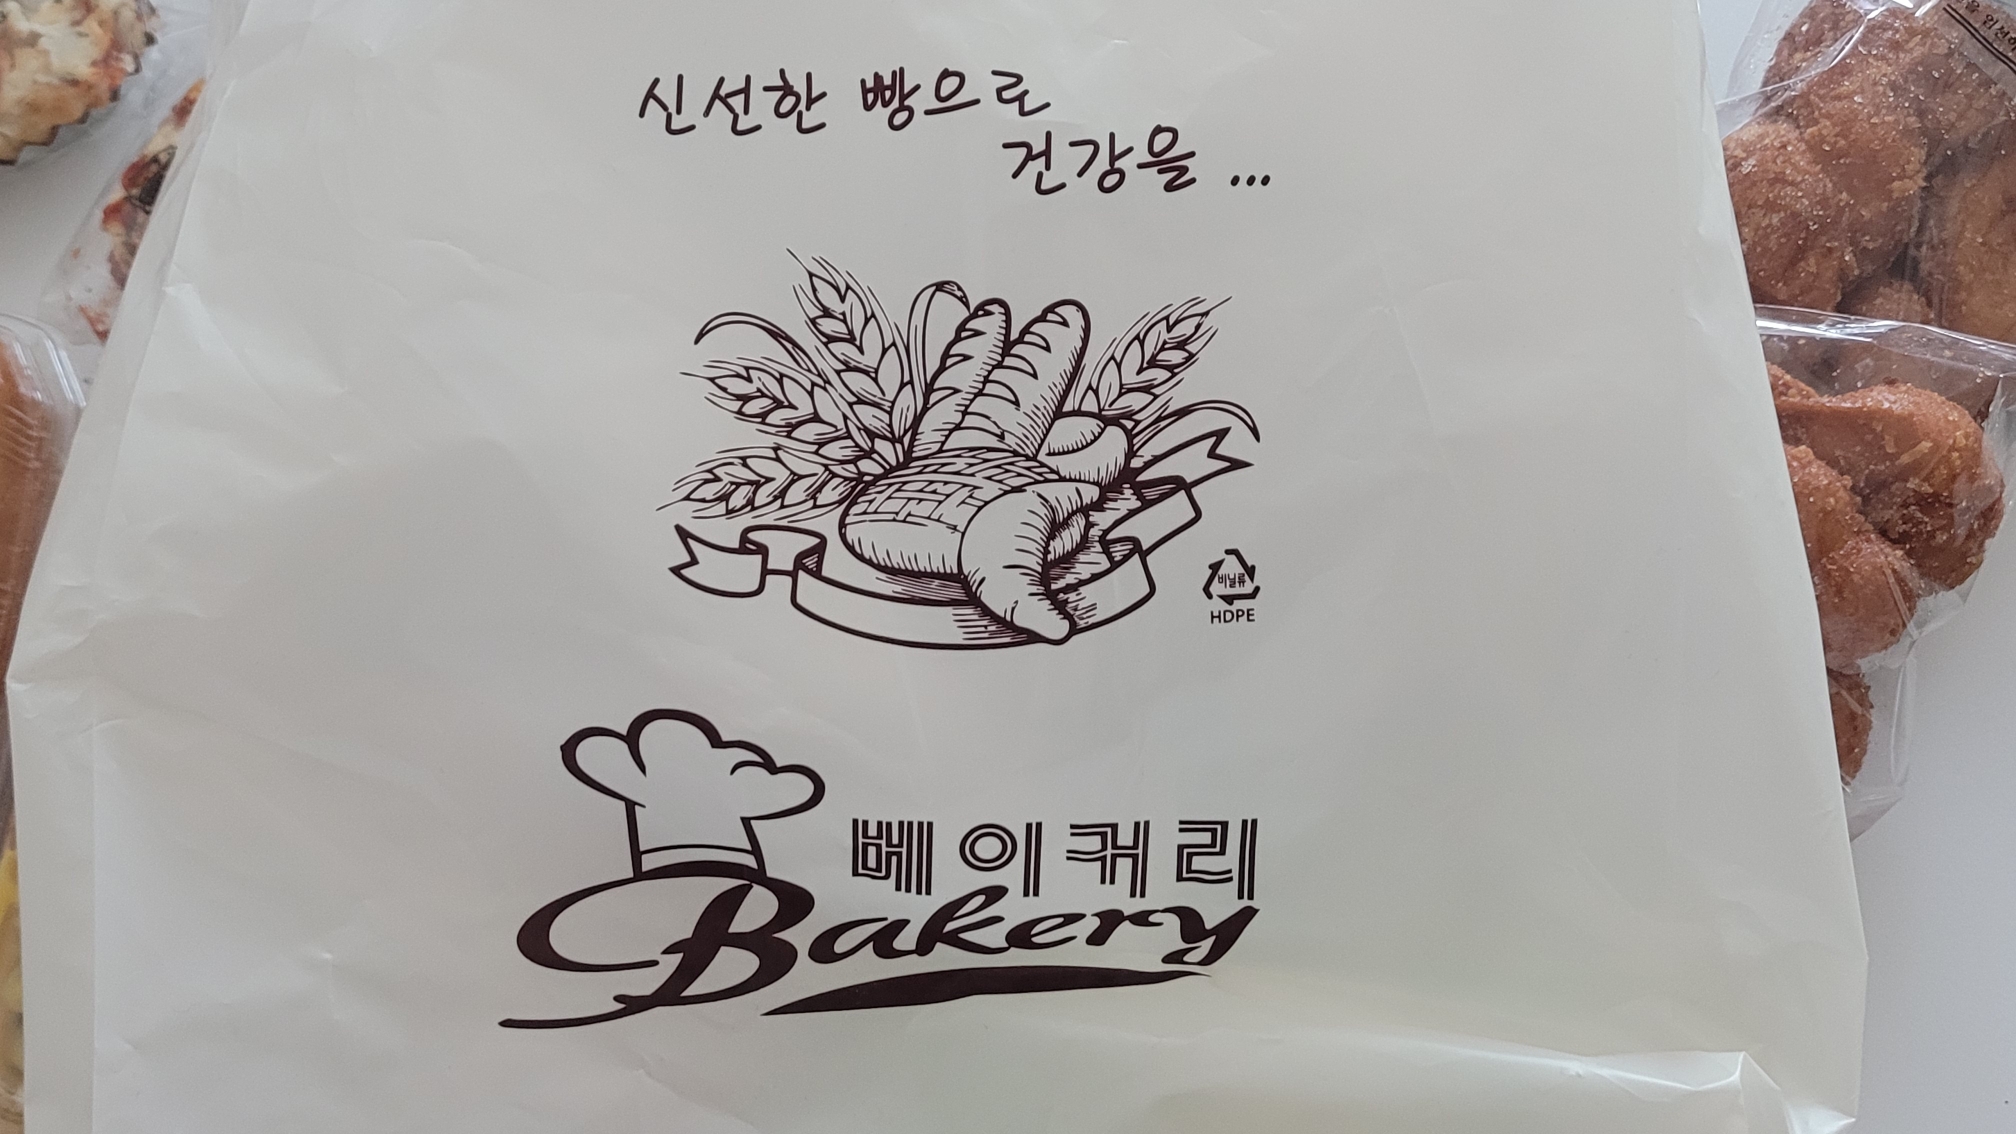 신선한 빵으로
건강을 ...
비닐류
HDPE
베이커리
Bakery